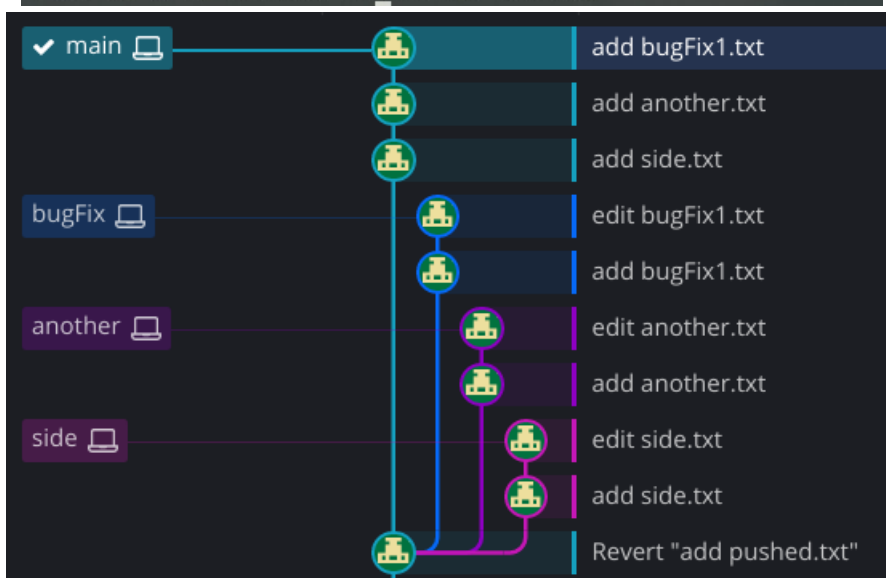 main add bugFix1.txt
add another.txt
add side.txt
bugFix edit bugFix1.txt
add bugFix1.txt
another edit another.txt
add another.txt
side edit side.txt
add side.txt
Revert "add pushed.txt"